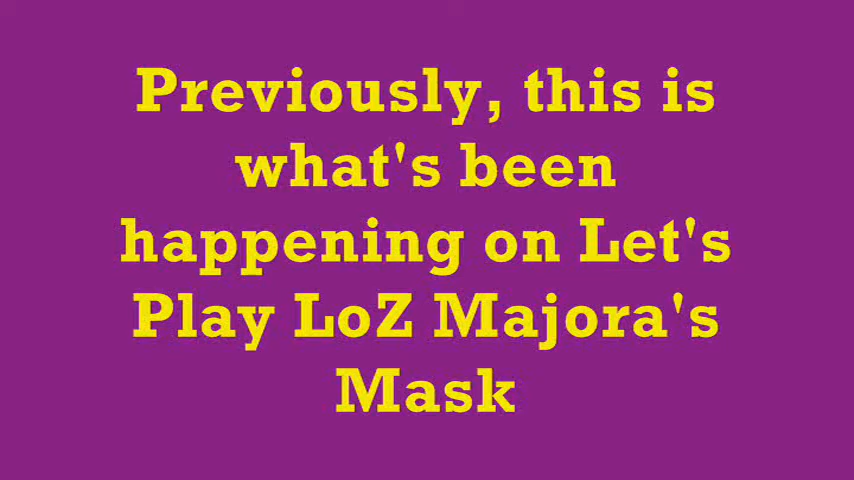 Previously, this is
what's been
happening on Let's
Play LoZ Majora's
Mask